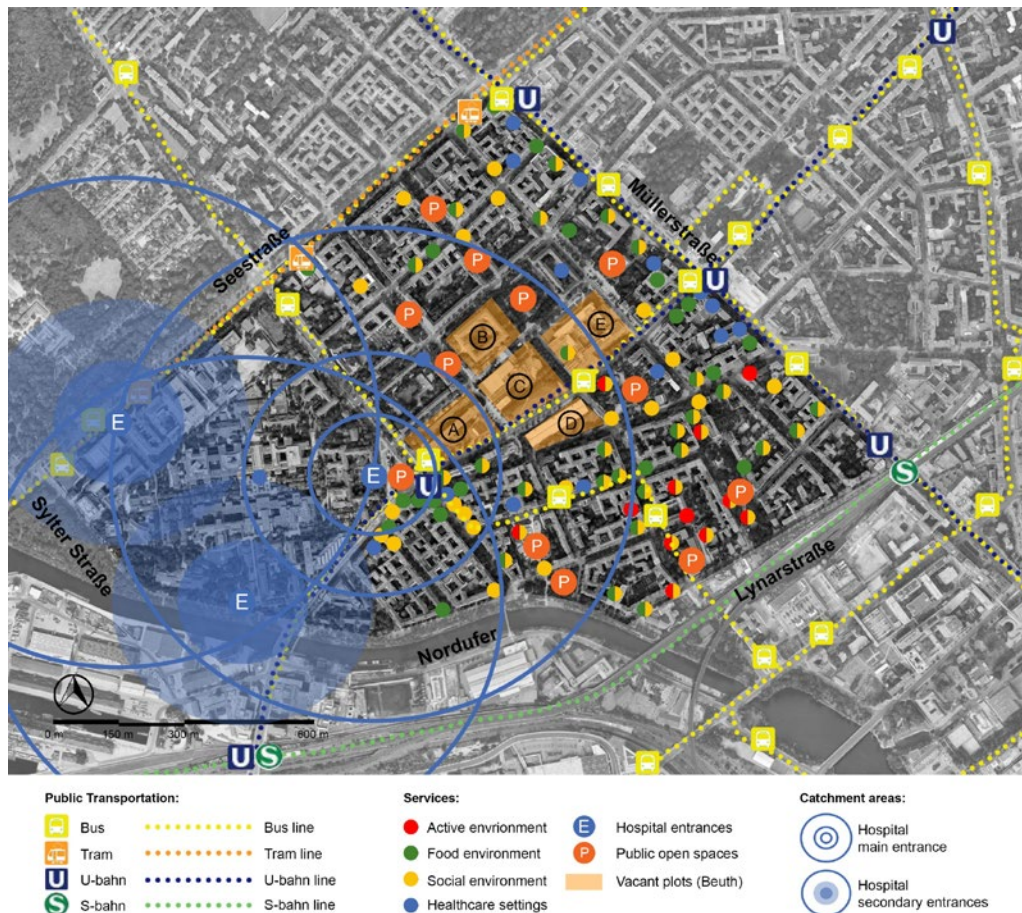 U
Müllerstraße
Seestraße
P
P
P
P
P
P
P
U
U
B
E
C
A
D
E
E
P
U
U
S
P
P
P
P
E
Sylter Straße
Nordufer
Lynarstraße
0 m 150 m 300 m 600 m
U S
Public Transportation:
Bus Bus line
Tram Tram line
U U-bahn U-bahn line
S S-bahn S-bahn line
Services:
Active envrionment
Food environment
Social environment
Healthcare settings
E Hospital entrances
P Public open spaces
Vacant plots (Beuth)
Catchment areas:
Hospital
main entrance
Hospital
secondary entrances